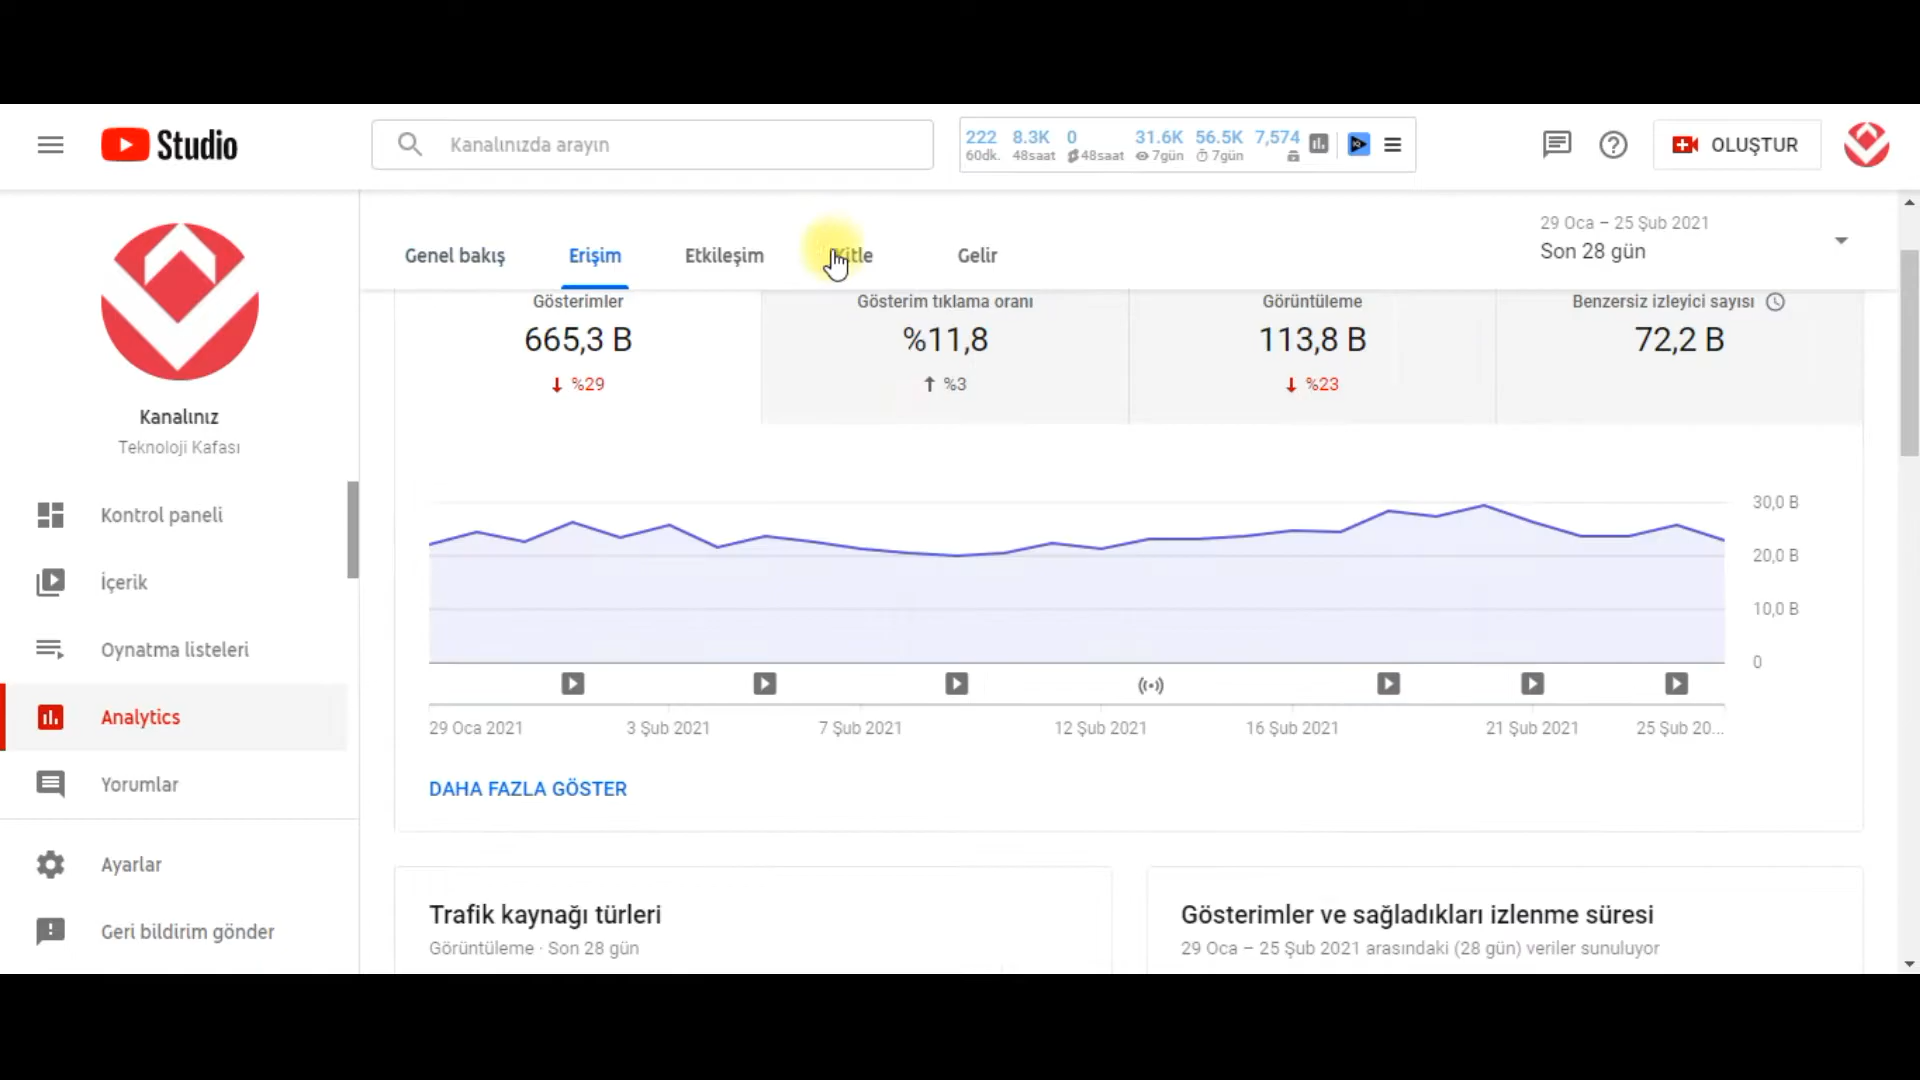 Studio
Kanalınızda arayın
222 8.3K 0 31.6K 56.5K 7,574
60dk. 48saat 48saat 7gün 7gün
OLUŞTUR
29 Oca – 25 Şub 2021
Son 28 gün
Genel bakış Erişim Etkileşim Kitle Gelir
Gösterimler Gösterim tıklama oranı Görüntüleme Benzersiz izleyici sayısı
665,3 B %11,8 113,8 B 72,2 B
%29 %3 %23
Kanalınız
Teknoloji Kafası
Kontrol paneli
İçerik
Oynatma listeleri
Analytics
Yorumlar
Ayarlar
Geri bildirim gönder
30,0 B
20,0 B
10,0 B
0
29 Oca 2021 3 Şub 2021 7 Şub 2021 12 Şub 2021 16 Şub 2021 21 Şub 2021 25 Şub 20...
DAHA FAZLA GÖSTER
Trafik kaynağı türleri
Görüntüleme · Son 28 gün
Gösterimler ve sağladıkları izlenme süresi
29 Oca – 25 Şub 2021 arasındaki (28 gün) veriler sunuluyor